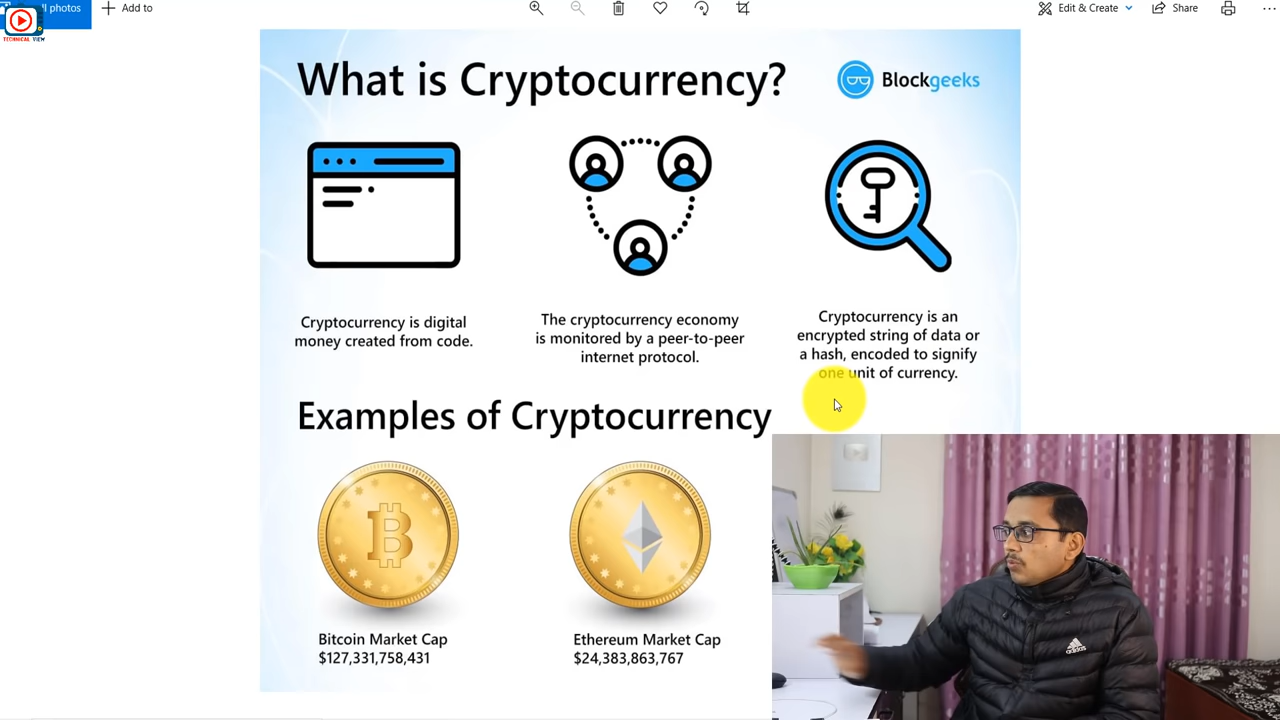 ll photos
Add to
Edit & Create
Share
TECHNICAL VIEW
What is Cryptocurrency?
Blockgeeks
Cryptocurrency is digital
money created from code.
The cryptocurrency economy
is monitored by a peer-to-peer
internet protocol.
Cryptocurrency is an
encrypted string of data or
a hash, encoded to signify
one unit of currency.
Examples of Cryptocurrency
Bitcoin Market Cap
$127,331,758,431
Ethereum Market Cap
$24,383,863,767
adidas